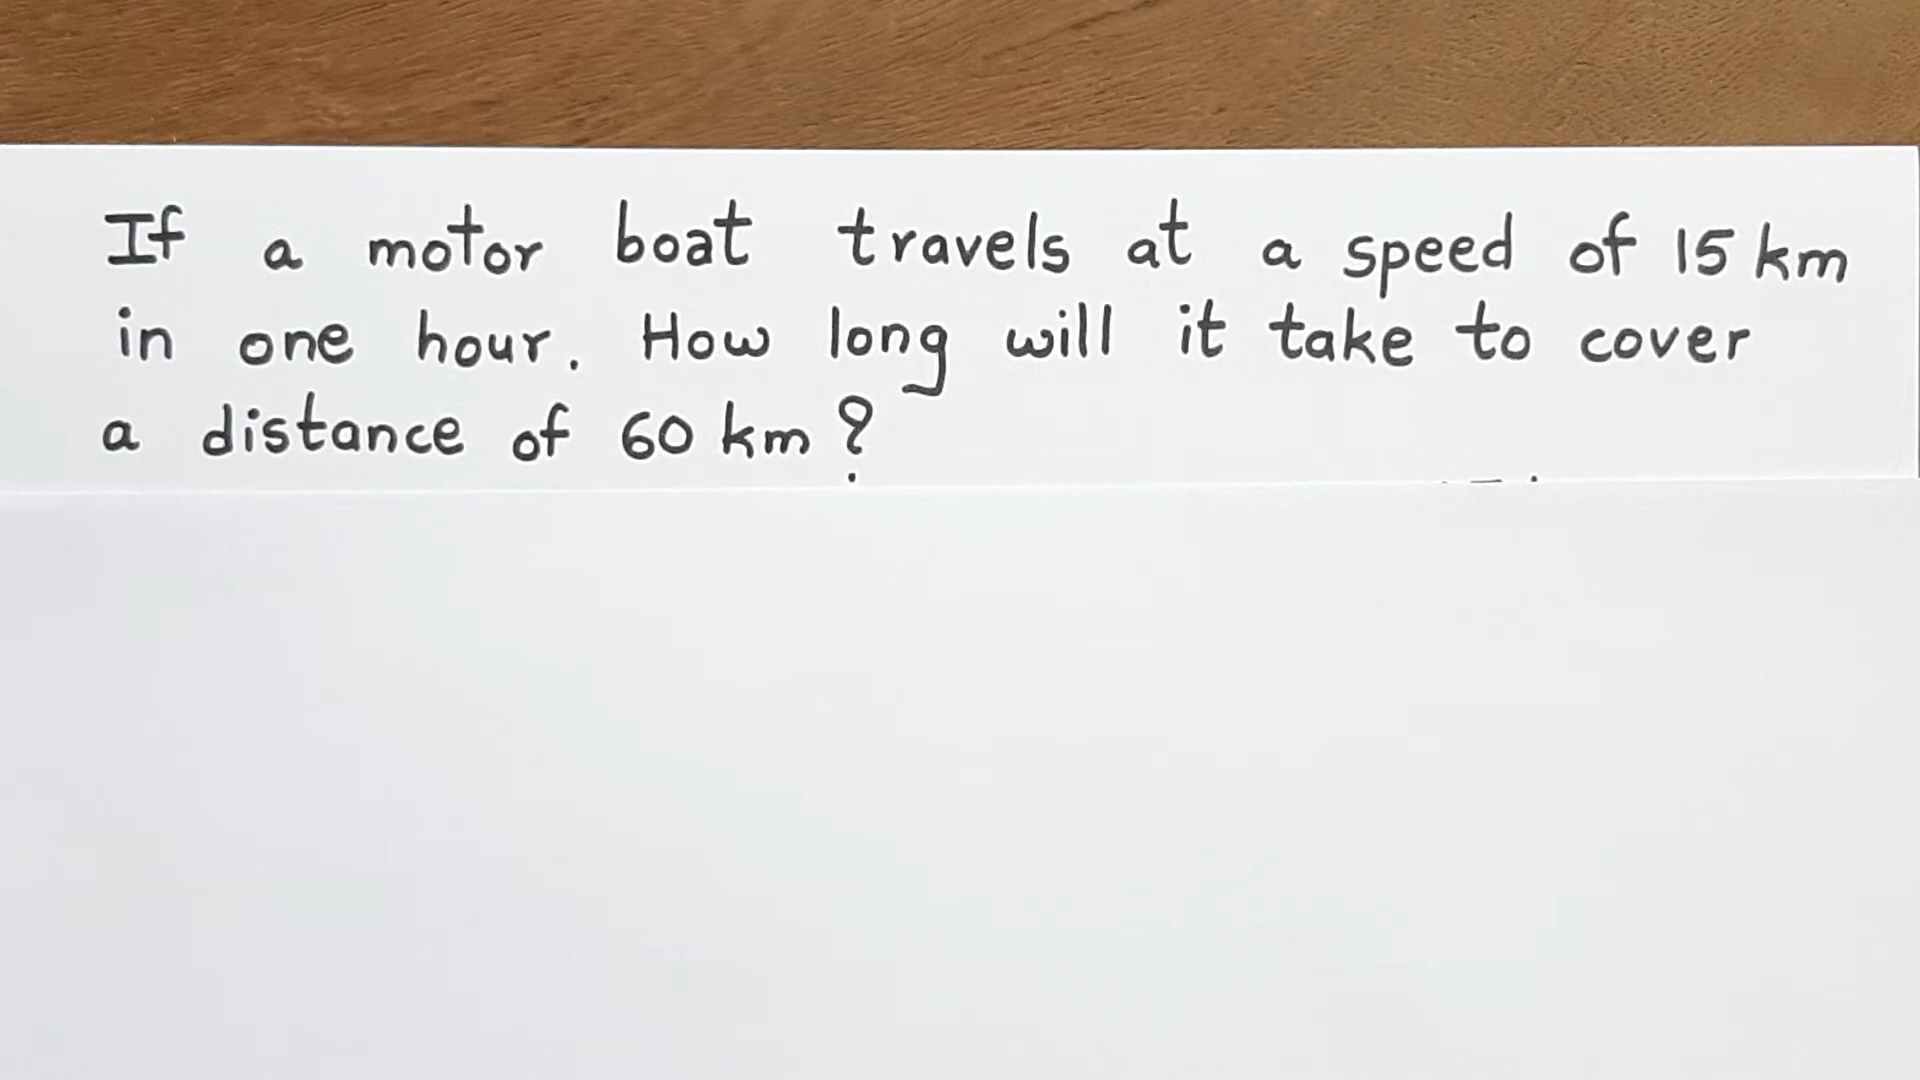 If a motor boat travels at a speed of 15 km
in one hour. How long will it take to cover
a distance of 60 km?